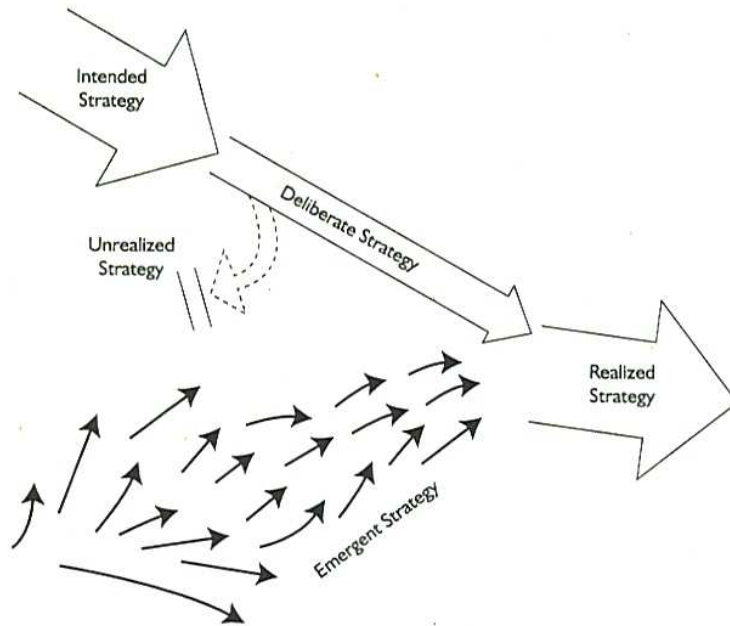 Intended
Strategy
Deliberate Strategy
Unrealized
Strategy
Realized
Strategy
Emergent Strategy